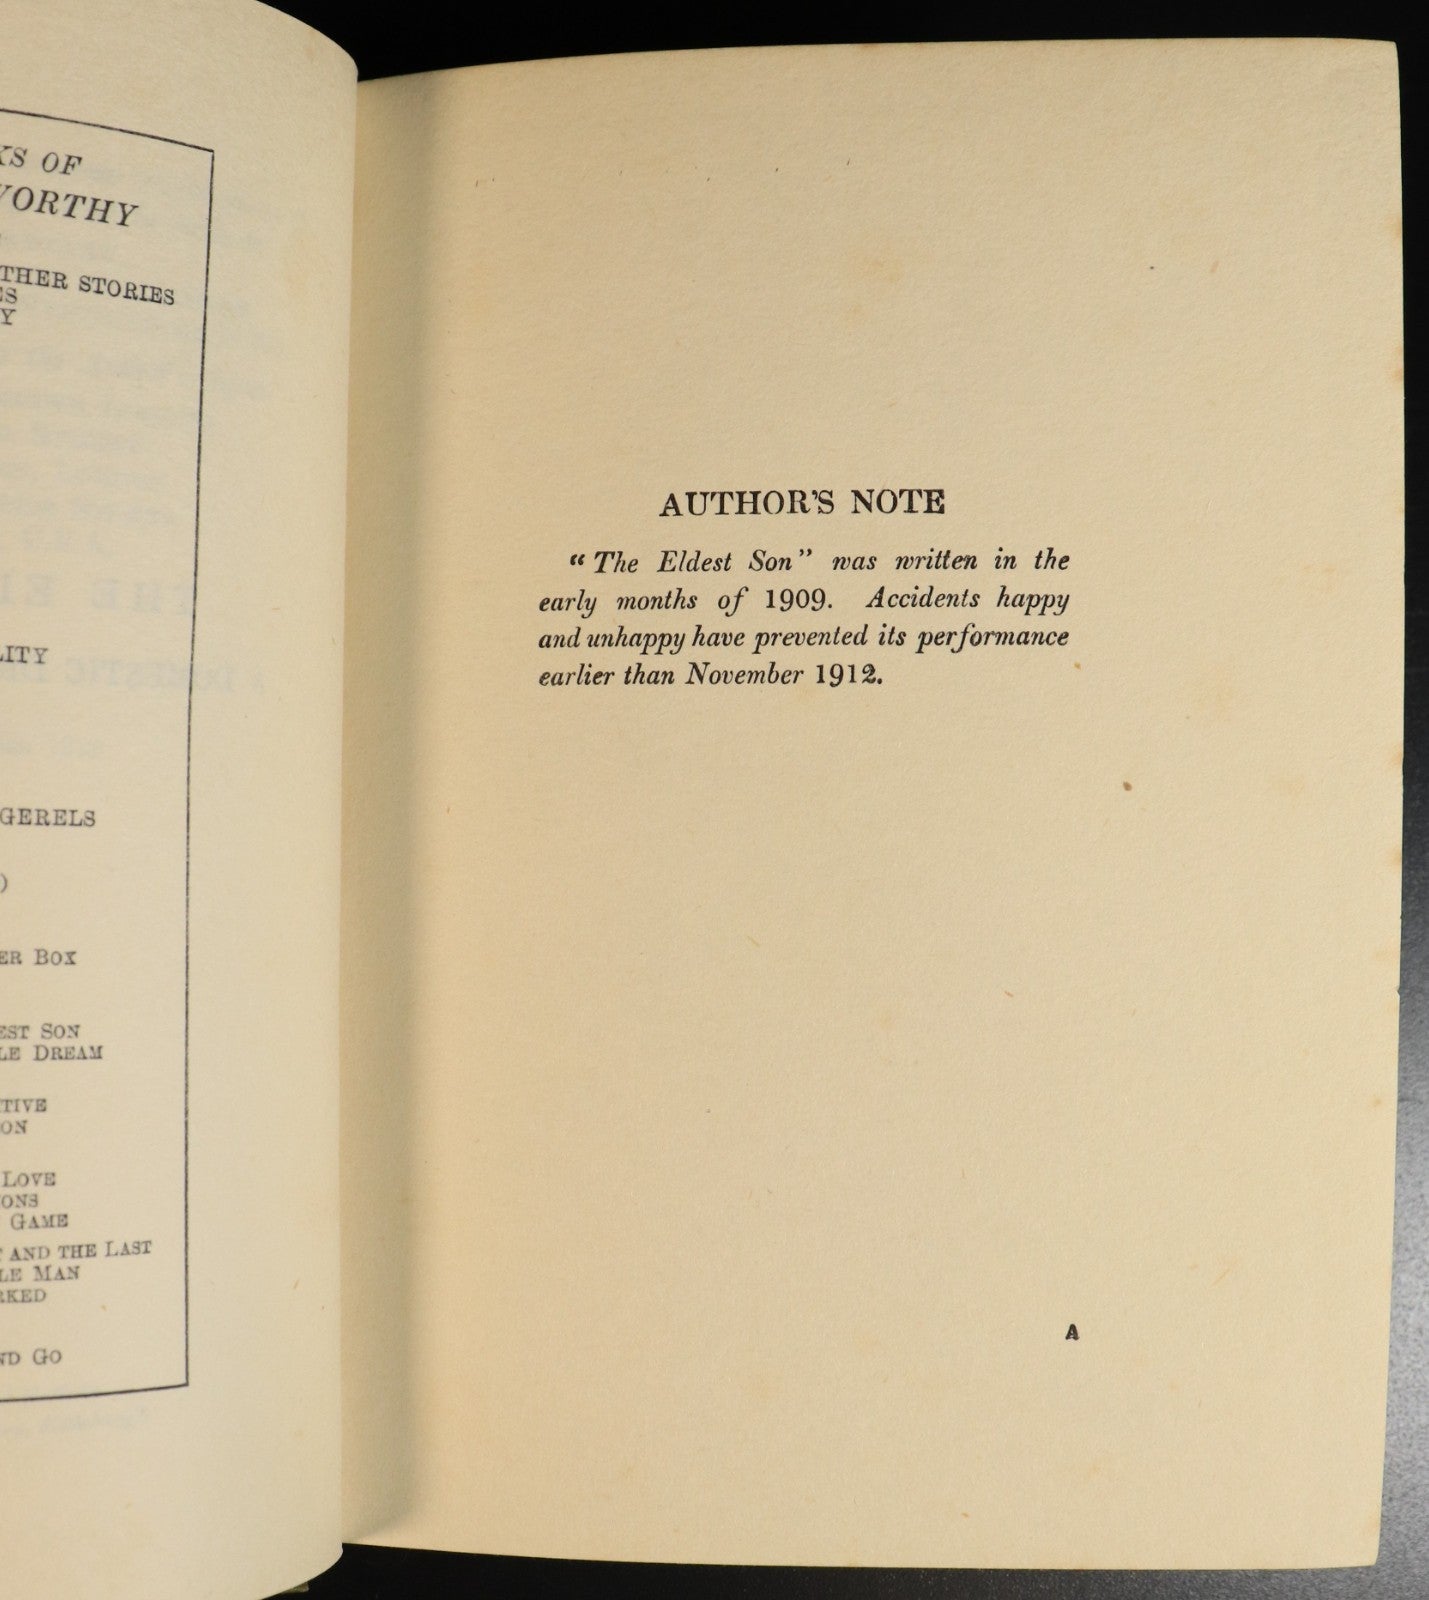 OF
THER STORIES
Y
LITY
GERELS
)
ER BOX
EST SON
LE DREAM
TIVE
ON
LOVE
ONS
GAME
AND THE LAST
LE MAN
RKED
ND GO
AUTHOR'S NOTE
"The Eldest Son" was written in the
early months of 1909. Accidents happy
and unhappy have prevented its performance
earlier than November 1912.
A